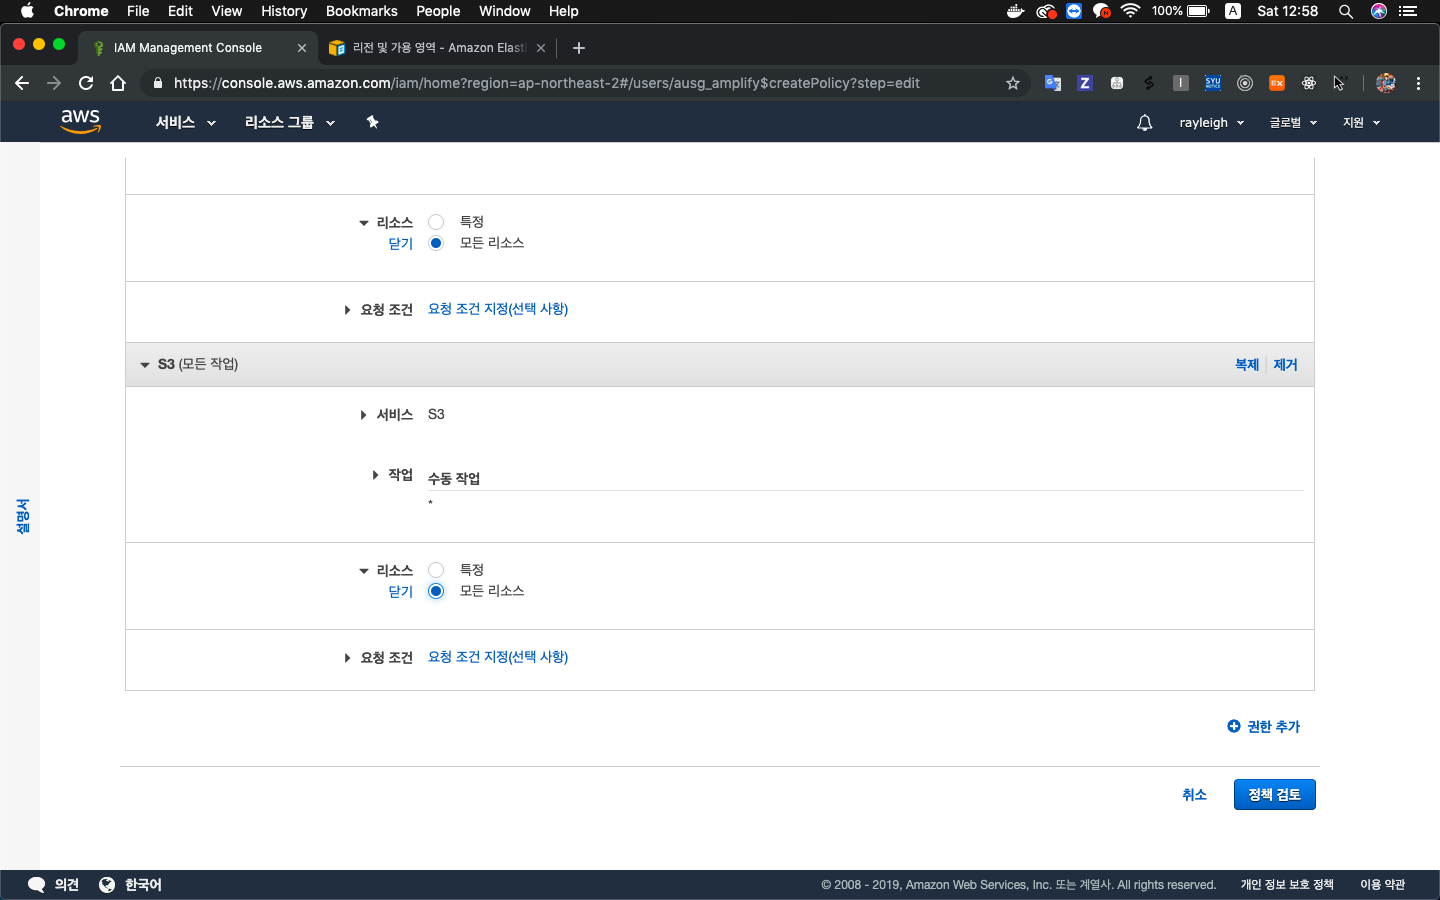 Chrome File Edit View History Bookmarks People Window Help 100% A Sat 12:58
IAM Management Console
리전 및 가용 영역 - Amazon Elasti
https://console.aws.amazon.com/iam/home?region=ap-northeast-2#/users/ausg_amplify$createPolicy?step=edit
aws 서비스 리소스 그룹 rayleigh 글로벌 지원
리소스 특정
닫기 모든 리소스
요청 조건 요청 조건 지정(선택 사항)
S3 (모든 작업) 복제 제거
서비스 S3
작업 수동 작업
*
설명서
리소스 특정
닫기 모든 리소스
요청 조건 요청 조건 지정(선택 사항)
권한 추가
취소 정책 검토
의견 한국어 © 2008 - 2019, Amazon Web Services, Inc. 또는 계열사. All rights reserved. 개인 정보 보호 정책 이용 약관